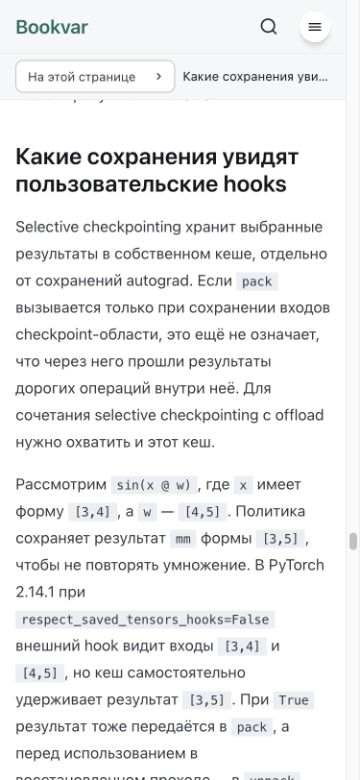 Bookvar
На этой странице
Какие сохранения уви...
Какие сохранения увидят
пользовательские hooks
Selective checkpointing хранит выбранные
результаты в собственном кеше, отдельно
от сохранений autograd. Если pack
вызывается только при сохранении входов
checkpoint-области, это ещё не означает,
что через него прошли результаты
дорогих операций внутри неё. Для
сочетания selective checkpointing с offload
нужно охватить и этот кеш.
Рассмотрим sin(x @ w), где x имеет
форму [3,4], а w — [4,5]. Политика
сохраняет результат mm формы [3,5],
чтобы не повторять умножение. В PyTorch
2.14.1 при
respect_saved_tensors_hooks=False
внешний hook видит входы [3,4] и
[4,5], но кеш самостоятельно
удерживает результат [3,5]. При True
результат тоже передаётся в pack, а
перед использованием в
восстановленном проходе — в unpack